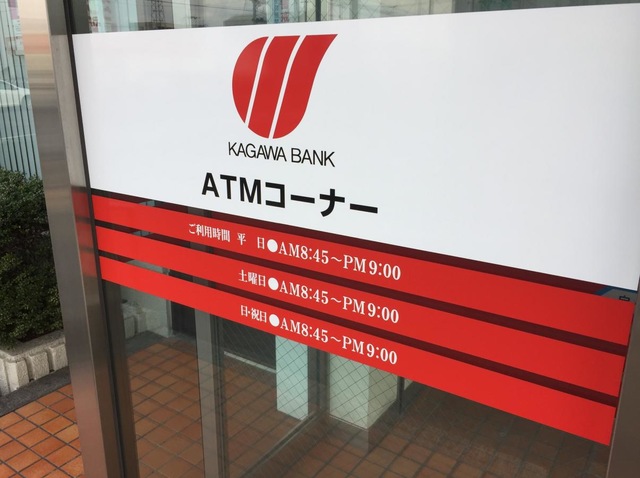 KAGAWA BANK
ATMコーナー
ご利用時間 平 日●AM8:45～PM9:00
土曜日●AM8:45～PM9:00
日・祝日●AM8:45～PM9:00